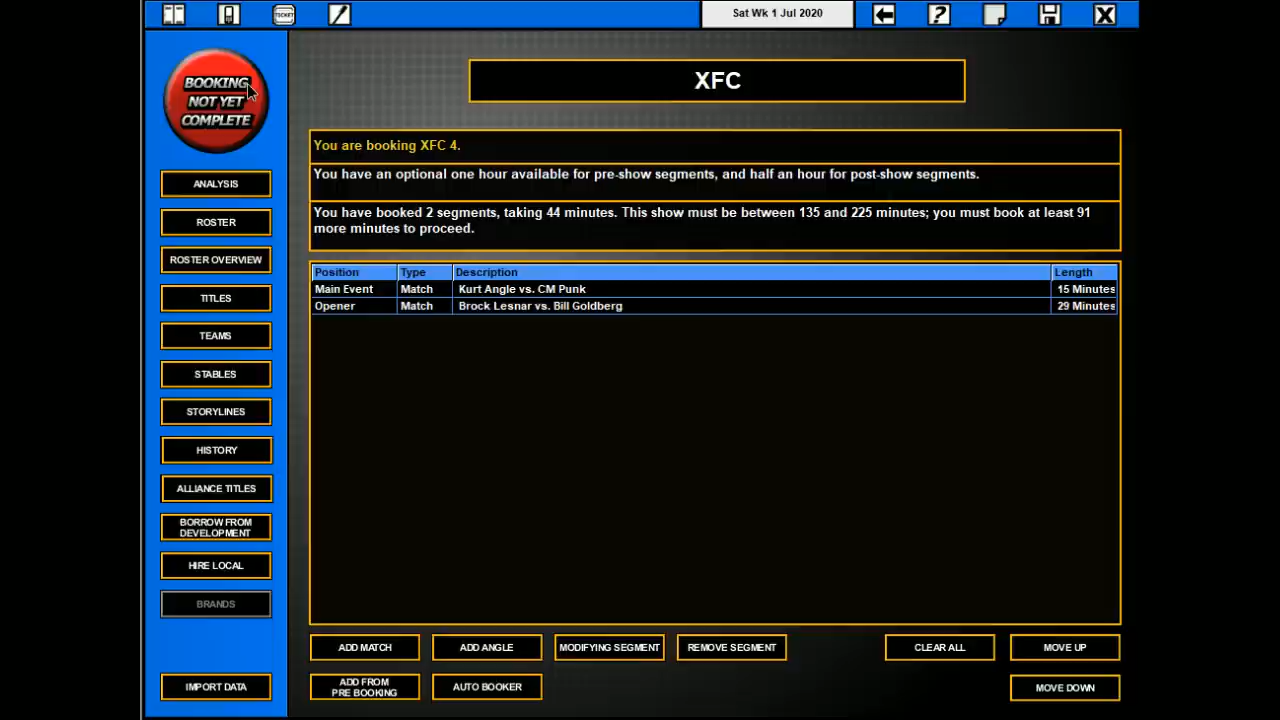 TICKET
Sat Wk 1 Jul 2020
?
X
BOOKING
NOT YET
COMPLETE
ANALYSIS
ROSTER
ROSTER OVERVIEW
TITLES
TEAMS
STABLES
STORYLINES
HISTORY
ALLIANCE TITLES
BORROW FROM
DEVELOPMENT
HIRE LOCAL
BRANDS
IMPORT DATA
XFC
You are booking XFC 4.
You have an optional one hour available for pre-show segments, and half an hour for post-show segments.
You have booked 2 segments, taking 44 minutes. This show must be between 135 and 225 minutes; you must book at least 91
more minutes to proceed.
Position Type Description Length
Main Event Match Kurt Angle vs. CM Punk 15 Minutes
Opener Match Brock Lesnar vs. Bill Goldberg 29 Minutes
ADD MATCH ADD ANGLE MODIFYING SEGMENT REMOVE SEGMENT CLEAR ALL MOVE UP
ADD FROM
PRE BOOKING AUTO BOOKER MOVE DOWN